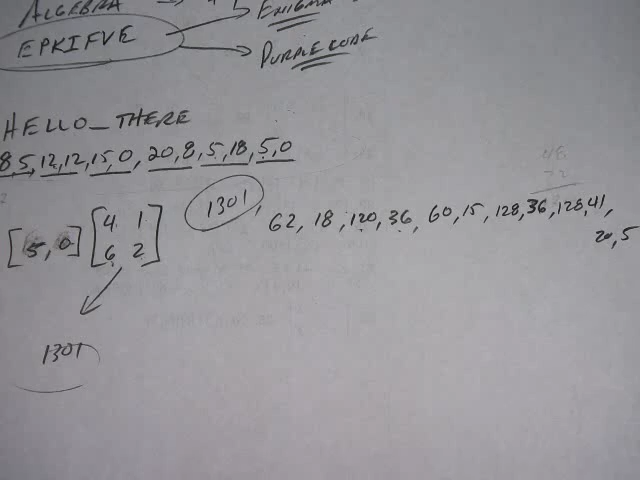 ALGEBRA →
ENIGMA
EPKIFVE
PURPLE CODE
HELLO_THERE
8,5,12,12,15,0,20,8,5,18,5,0
[5,0] [4 1
6 2]
1301, 62, 18, 120, 36, 60, 15, 128, 36, 128, 41,
20, 5
1301